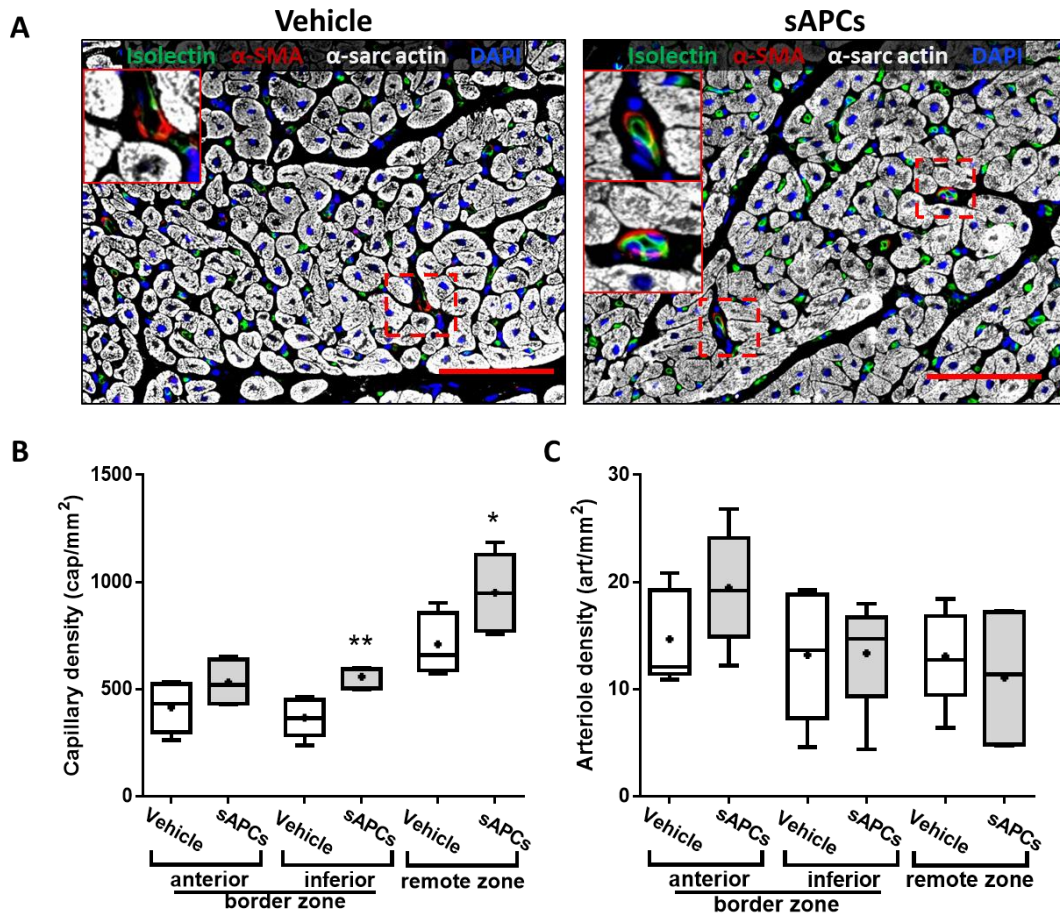 A
Vehicle
sAPCs
Isolectin α-SMA α-sarc actin DAPI
Isolectin α-SMA α-sarc actin DAPI
B
Capillary density (cap/mm²)
1500
1000
500
0
*
**
Vehicle sAPCs Vehicle sAPCs Vehicle sAPCs
anterior inferior remote zone
border zone
C
Arteriole density (art/mm²)
30
20
10
0
Vehicle sAPCs Vehicle sAPCs Vehicle sAPCs
anterior inferior remote zone
border zone